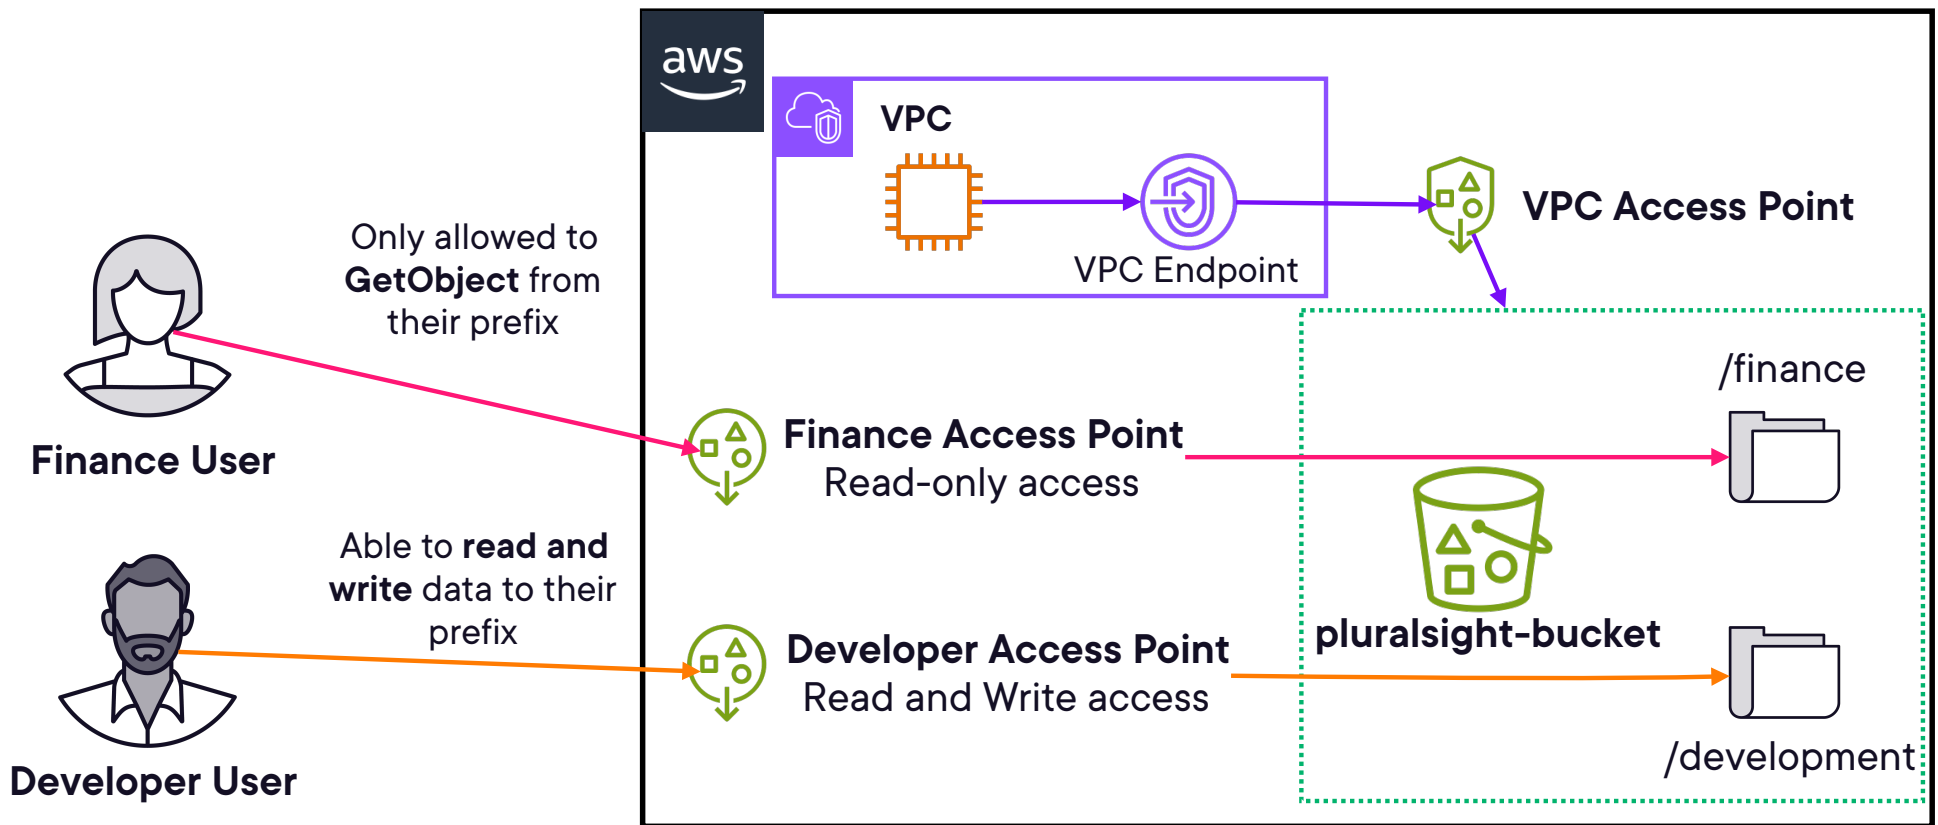 aws
VPC
VPC Endpoint
VPC Access Point
Only allowed to
GetObject from
their prefix
Finance User
Finance Access Point
Read-only access
/finance
pluralsight-bucket
Able to read and
write data to their
prefix
Developer User
Developer Access Point
Read and Write access
/development